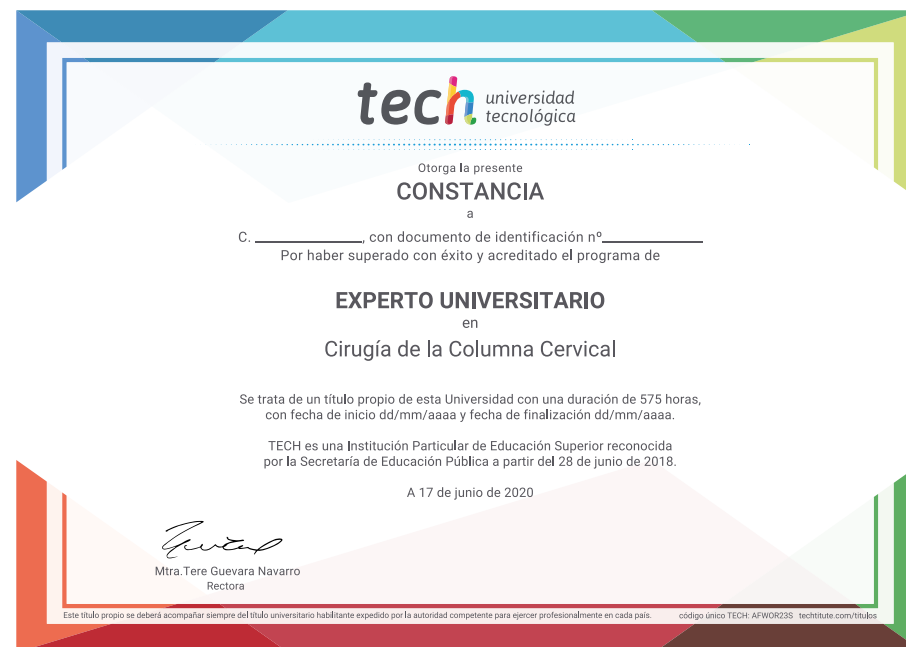 tech universidad
tecnológica
Otorga la presente
CONSTANCIA
a
C. ______________, con documento de identificación nº_____________
Por haber superado con éxito y acreditado el programa de
EXPERTO UNIVERSITARIO
en
Cirugía de la Columna Cervical
Se trata de un título propio de esta Universidad con una duración de 575 horas,
con fecha de inicio dd/mm/aaaa y fecha de finalización dd/mm/aaaa.
TECH es una Institución Particular de Educación Superior reconocida
por la Secretaría de Educación Pública a partir del 28 de junio de 2018.
A 17 de junio de 2020
Mtra.Tere Guevara Navarro
Rectora
Este título propio se deberá acompañar siempre del título universitario habilitante expedido por la autoridad competente para ejercer profesionalmente en cada país. código único TECH: AFWOR23S techtitute.com/titulos